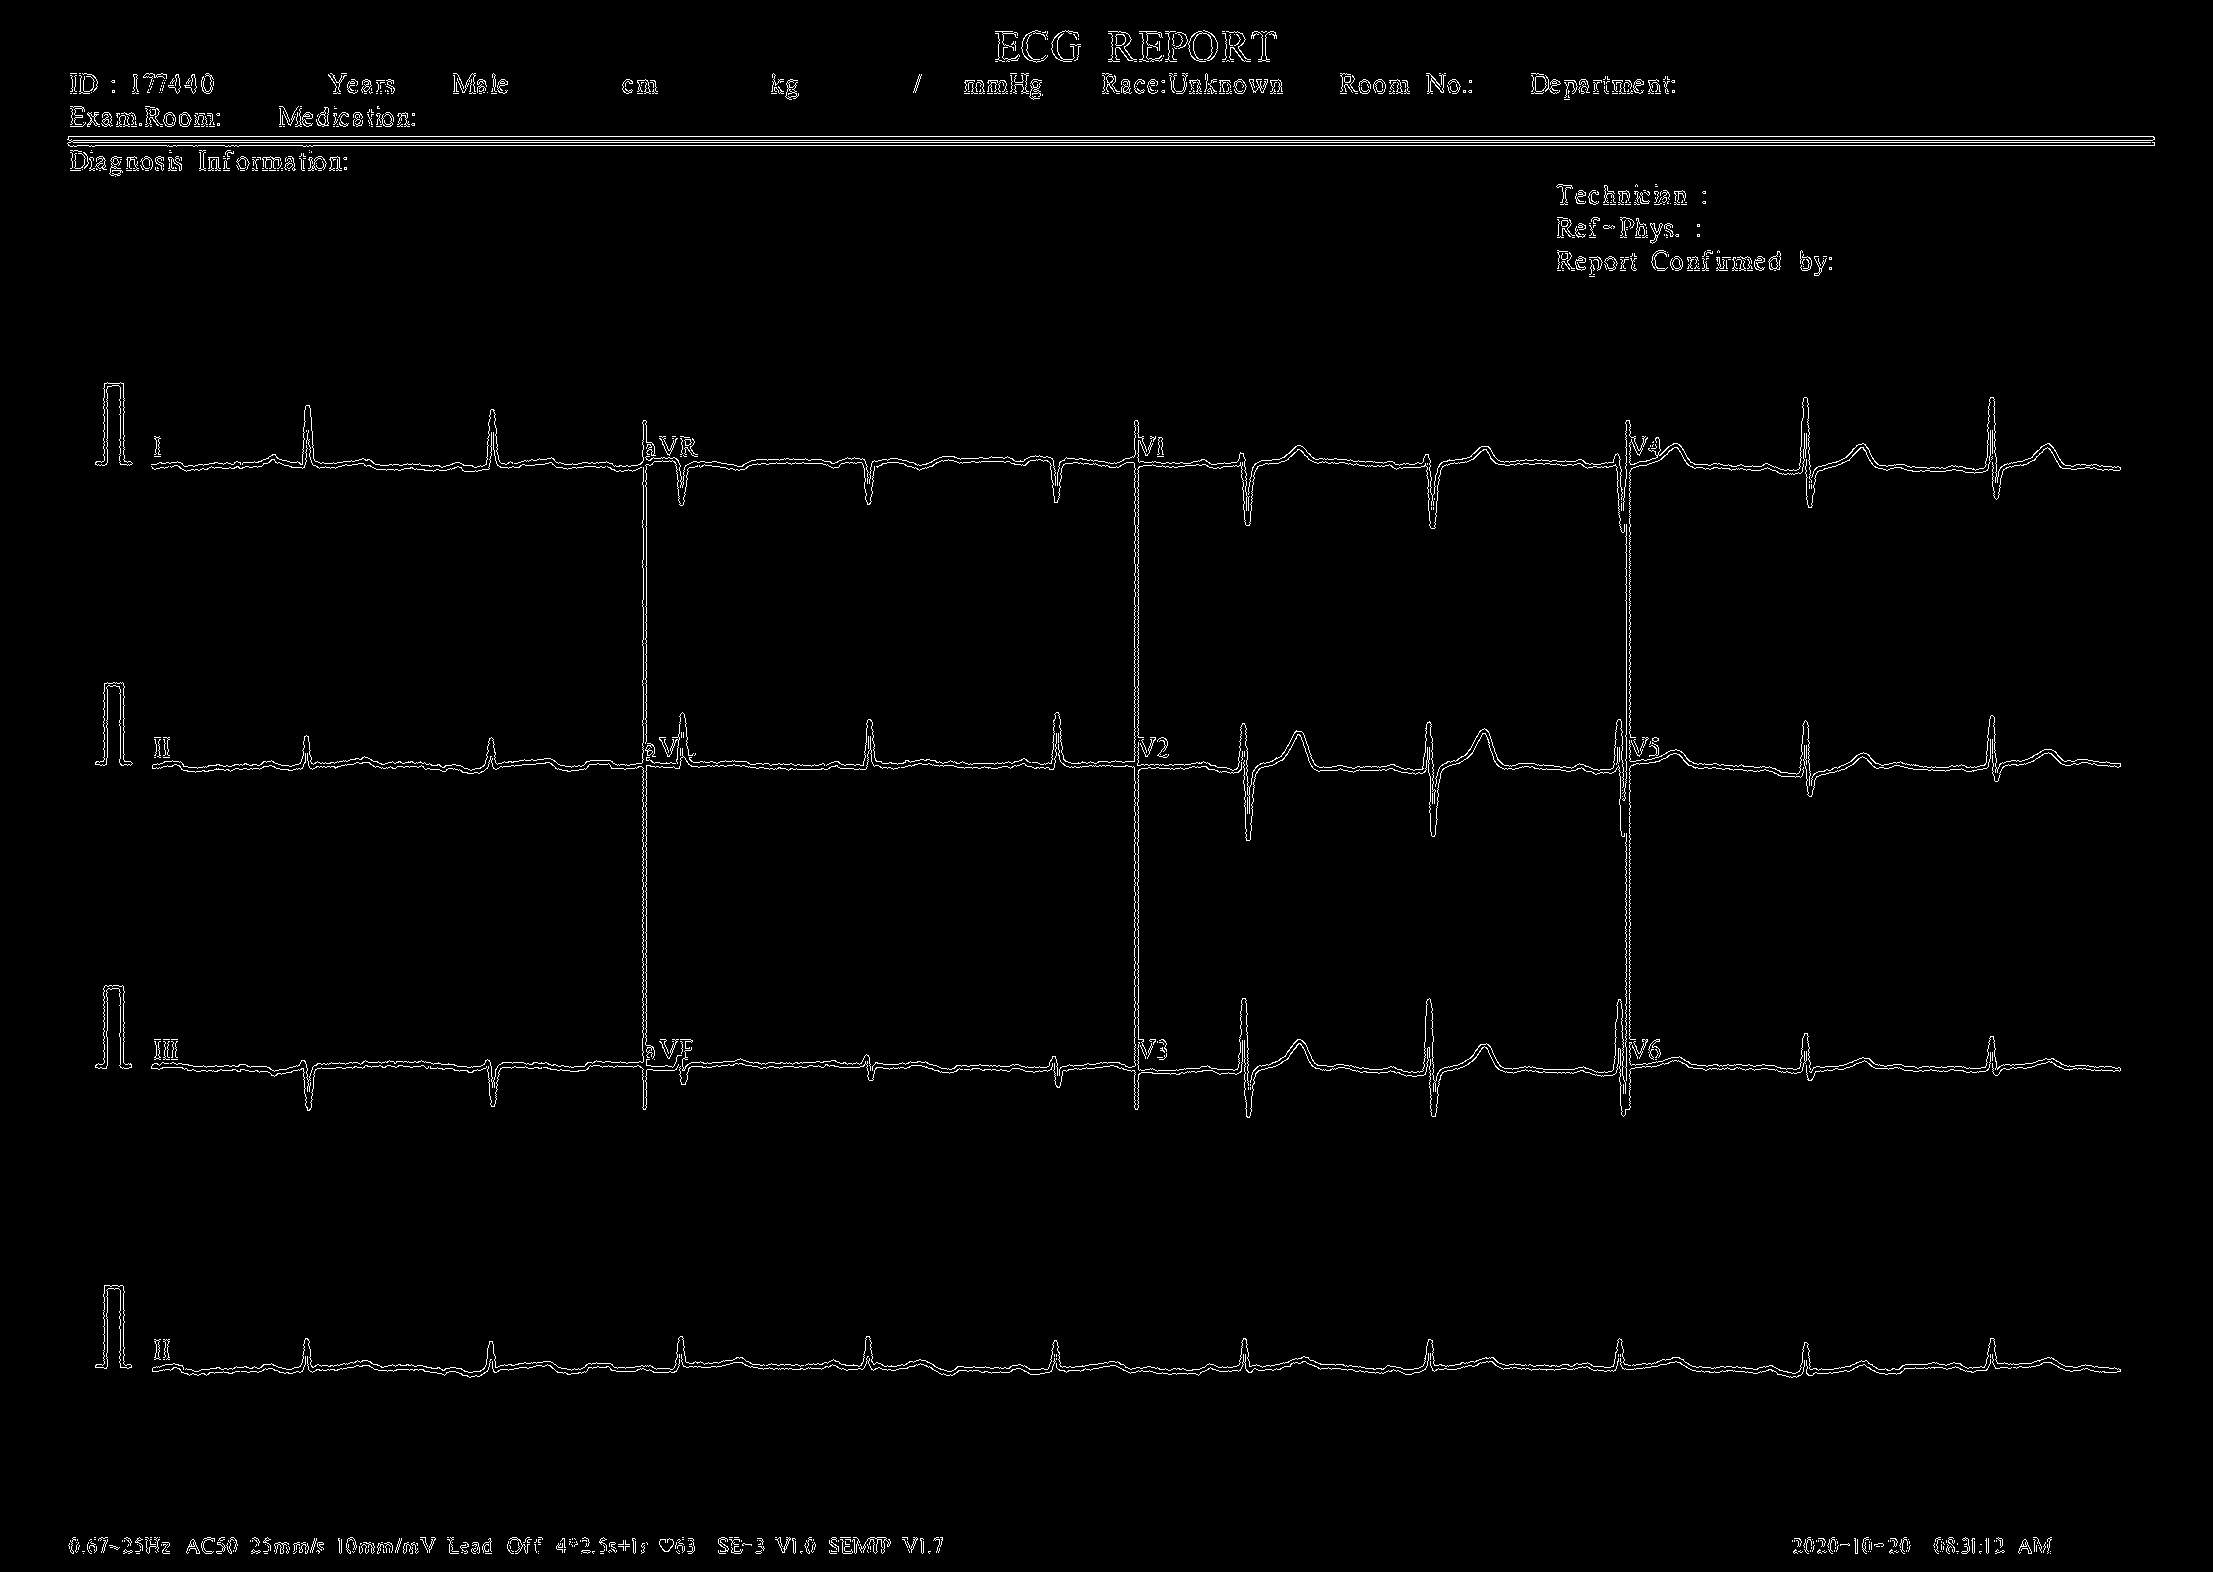 ECG REPORT
ID : 177440 Years Male cm kg / mmHg Race:Unknown Room No.: Department:
Exam.Room: Medication:
Diagnosis Information:
Technician :
Ref-Phys. :
Report Confirmed by:
I aVR V1 V4
II aVL V2 V5
III aVF V3 V6
II
0.67~25Hz AC50 25mm/s 10mm/mV Lead Off 4*2.5s+1r ♡63 SE-3 V1.0 SEMIP V1.7 2020-10-20 08:31:12 AM